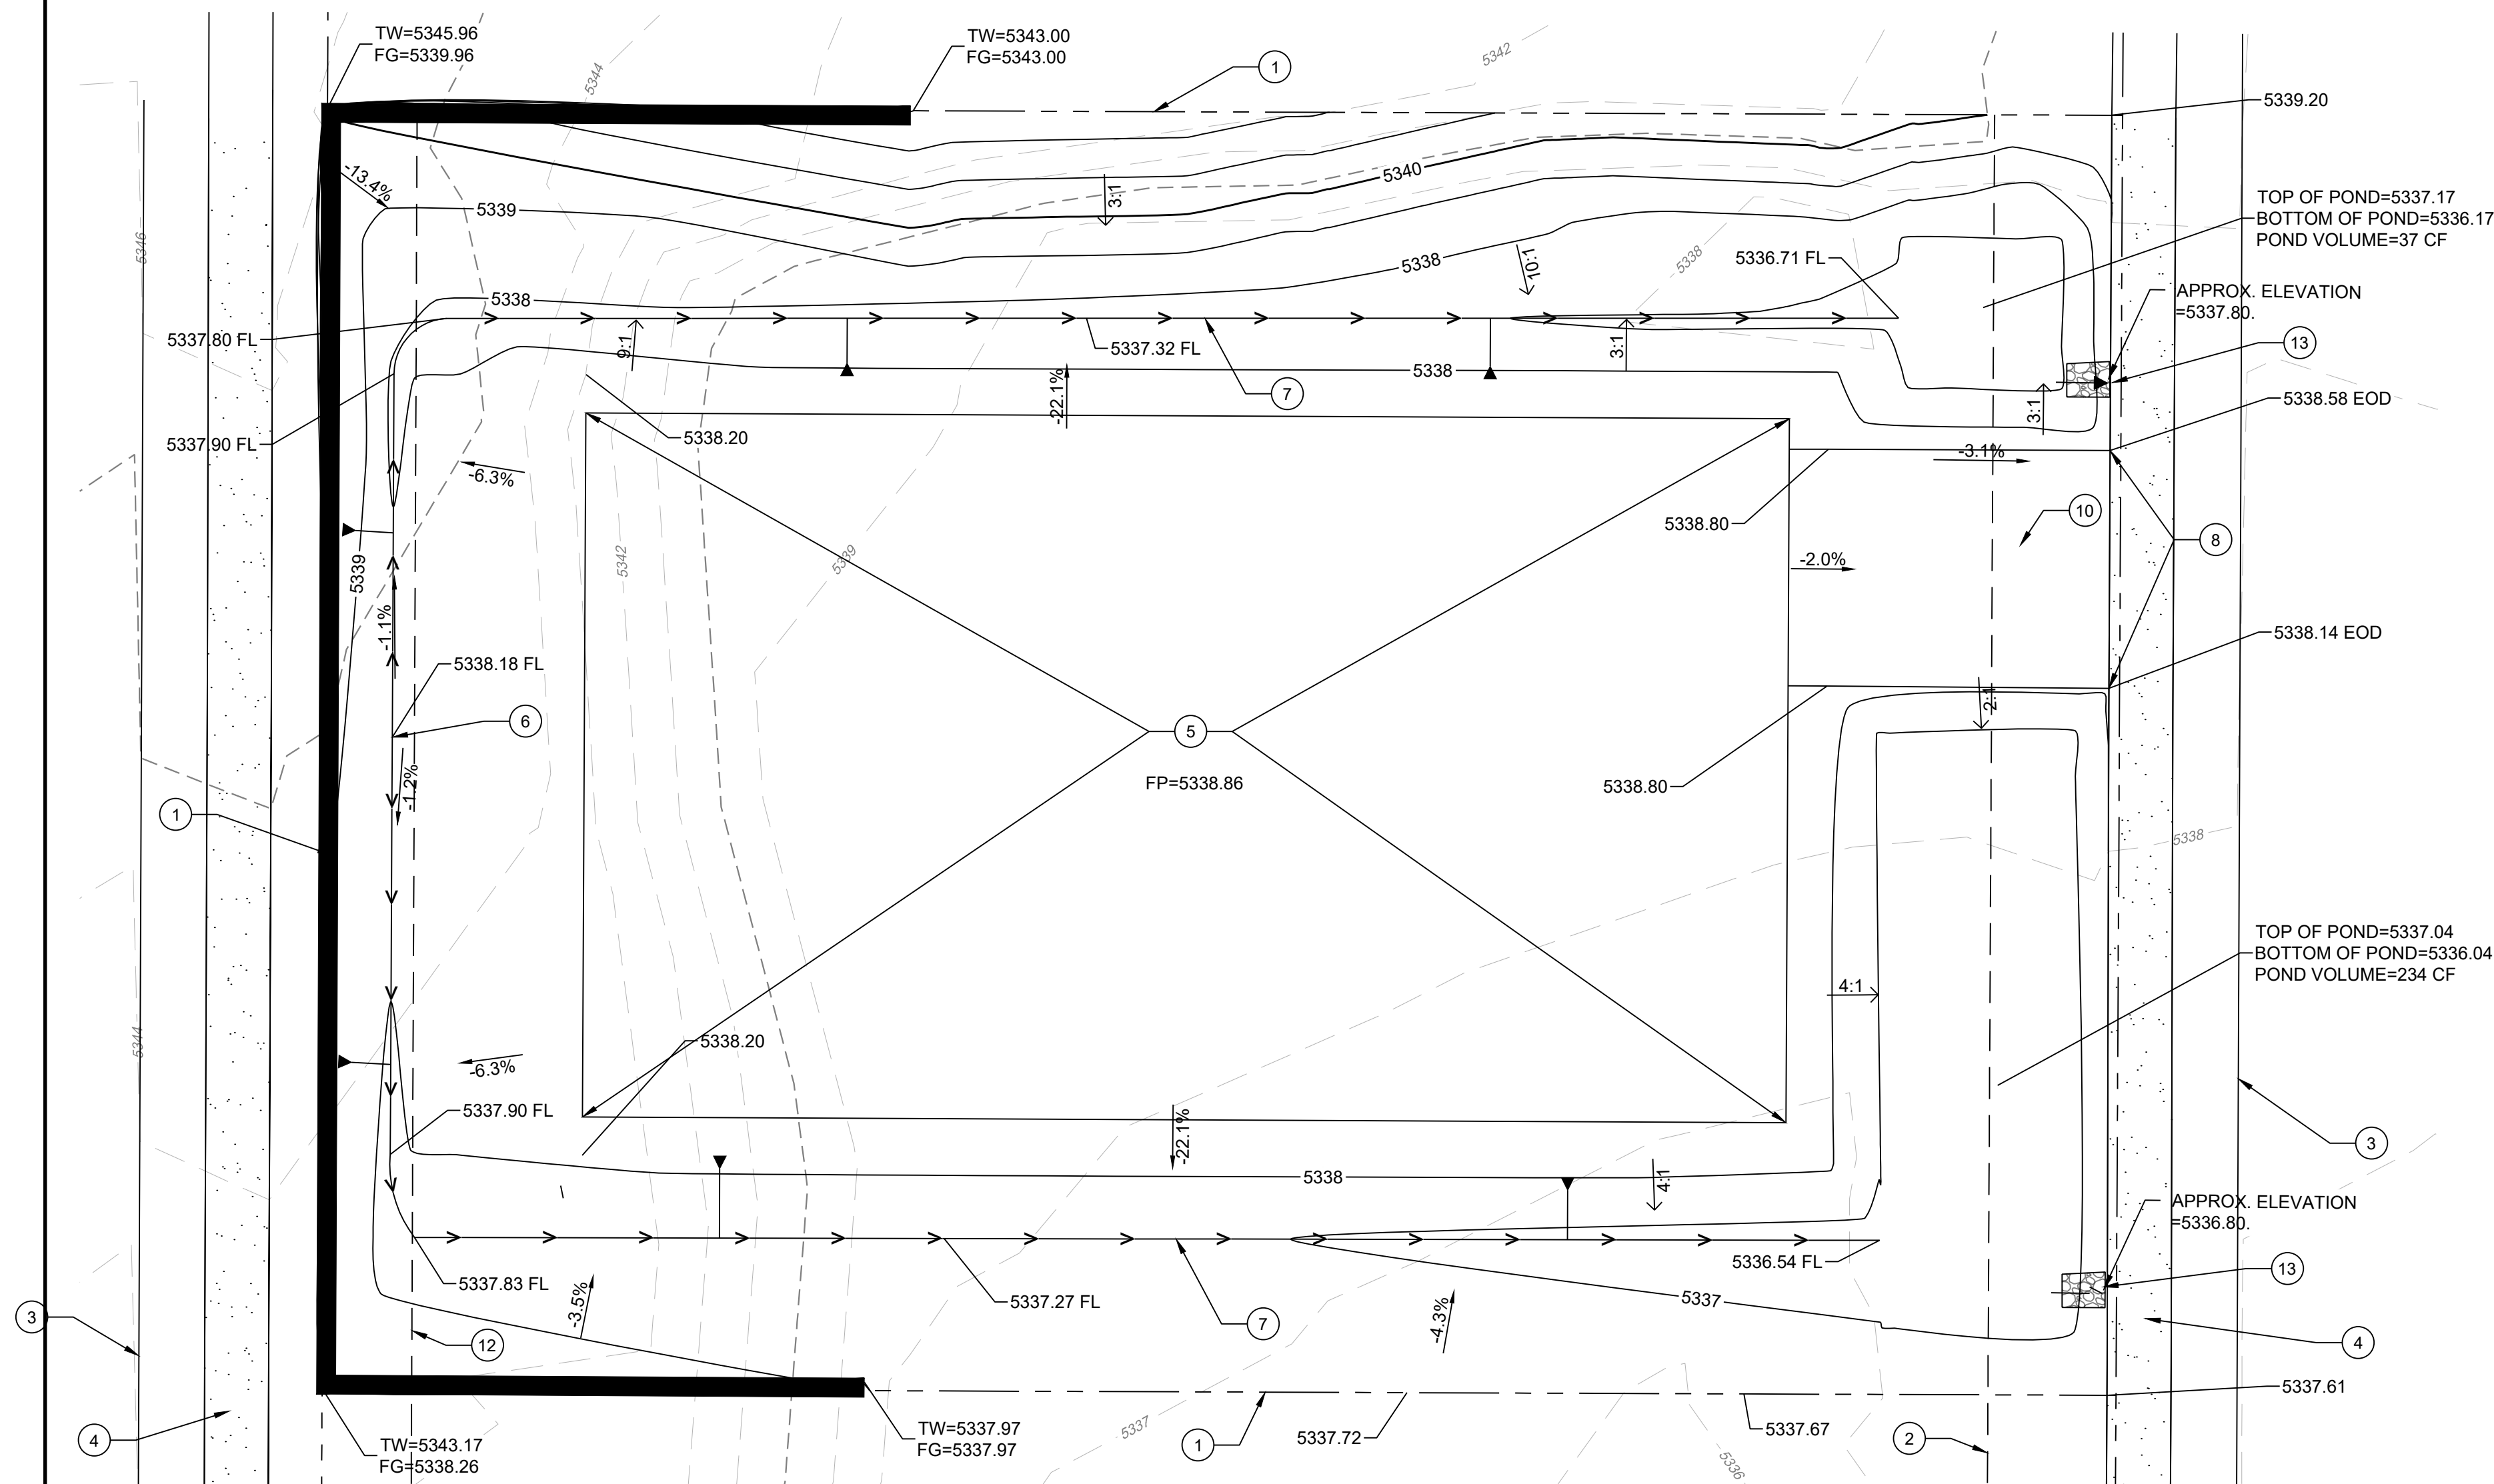 TW=5345.96
FG=5339.96
TW=5343.00
FG=5343.00
1
5342
5344
5339.20
-13.4%
5339
3:1
5340
TOP OF POND=5337.17
BOTTOM OF POND=5336.17
POND VOLUME=37 CF
5346
5338
5338
10:1
5338
5336.71 FL
APPROX. ELEVATION
=5337.80.
5337.80 FL
9:1
5337.32 FL
3:1
13
5338
7
-22.1%
3:1
5338.58 EOD
5337.90 FL
5338.20
-6.3%
-3.1%
5338.80
10
8
5339
5342
5339
-2.0%
-1.1%
5338.14 EOD
5338.18 FL
6
2:1
5
-1.2%
FP=5338.86
5338.80
1
5338
TOP OF POND=5337.04
BOTTOM OF POND=5336.04
POND VOLUME=234 CF
4:1
5344
5338.20
-6.3%
5337.90 FL
-22.1%
3
5338
4:1
APPROX. ELEVATION
=5336.80.
5337.83 FL
5336.54 FL
13
-3.5%
5337.27 FL
5337
3
7
-4.3%
12
4
5337.61
4
TW=5343.17
FG=5338.26
TW=5337.97
FG=5337.97
5337
1
5337.72
5337.67
2
5336